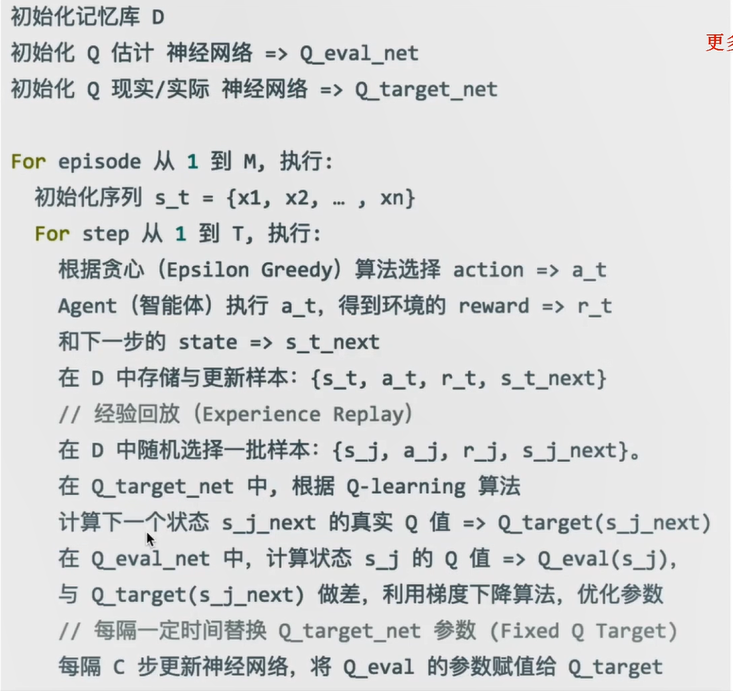 初始化记忆库 D
更
初始化 Q 估计 神经网络 => Q_eval_net
初始化 Q 现实/实际 神经网络 => Q_target_net
For episode 从 1 到 M, 执行:
初始化序列 s_t = {x1, x2, … , xn}
For step 从 1 到 T, 执行:
根据贪心（Epsilon Greedy）算法选择 action => a_t
Agent（智能体）执行 a_t, 得到环境的 reward => r_t
和下一步的 state => s_t_next
在 D 中存储与更新样本：{s_t, a_t, r_t, s_t_next}
// 经验回放（Experience Replay）
在 D 中随机选择一批样本：{s_j, a_j, r_j, s_j_next}。
在 Q_target_net 中, 根据 Q-learning 算法
计算下一个状态 s_j_next 的真实 Q 值 => Q_target(s_j_next)
在 Q_eval_net 中，计算状态 s_j 的 Q 值 => Q_eval(s_j),
与 Q_target(s_j_next) 做差，利用梯度下降算法，优化参数
// 每隔一定时间替换 Q_target_net 参数 (Fixed Q Target)
每隔 C 步更新神经网络，将 Q_eval 的参数赋值给 Q_target